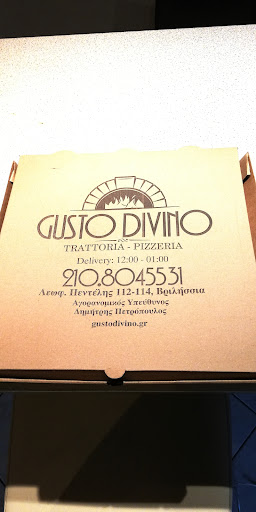 GUSTO DIVINO
TRATTORIA - PIZZERIA
Delivery: 12:00 - 01:00
210.8045531
Λεωφ. Πεντέλης 112-114, Βριλήσσια
Αγορανομικός Υπεύθυνος
Δημήτρης Πετρόπουλος
gustodivino.gr